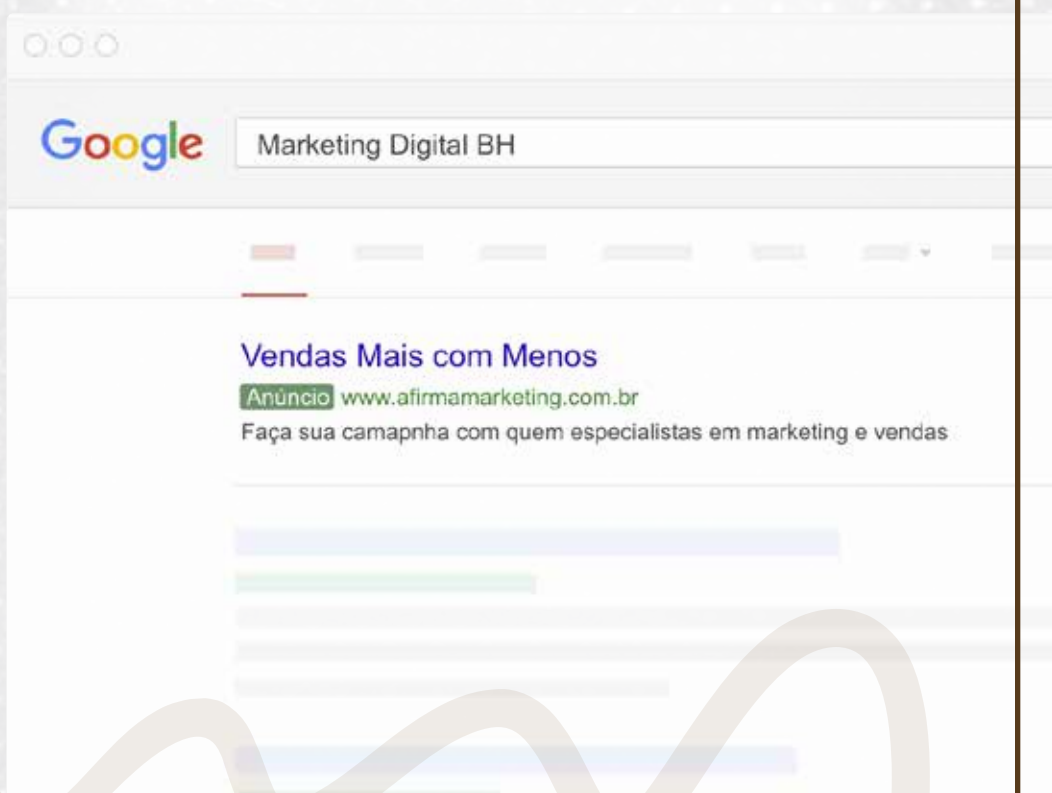 Google
Marketing Digital BH
Vendas Mais com Menos
Anúncio www.afirmamarketing.com.br
Faça sua camapnha com quem especialistas em marketing e vendas